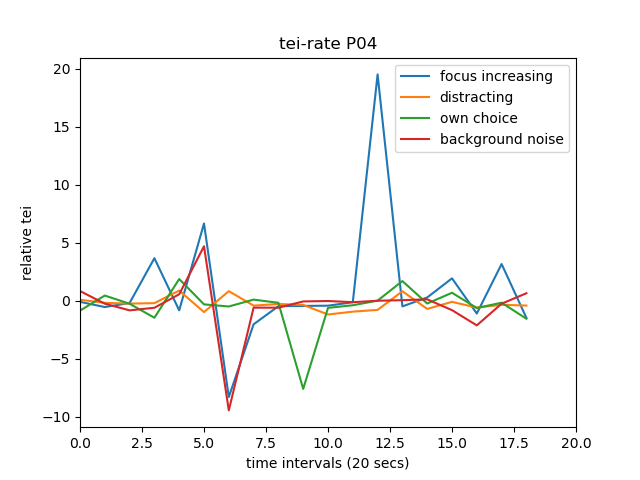 tei-rate P04
focus increasing
distracting
own choice
background noise
relative tei
20
15
10
5
0
−5
−10
0.0 2.5 5.0 7.5 10.0 12.5 15.0 17.5 20.0
time intervals (20 secs)